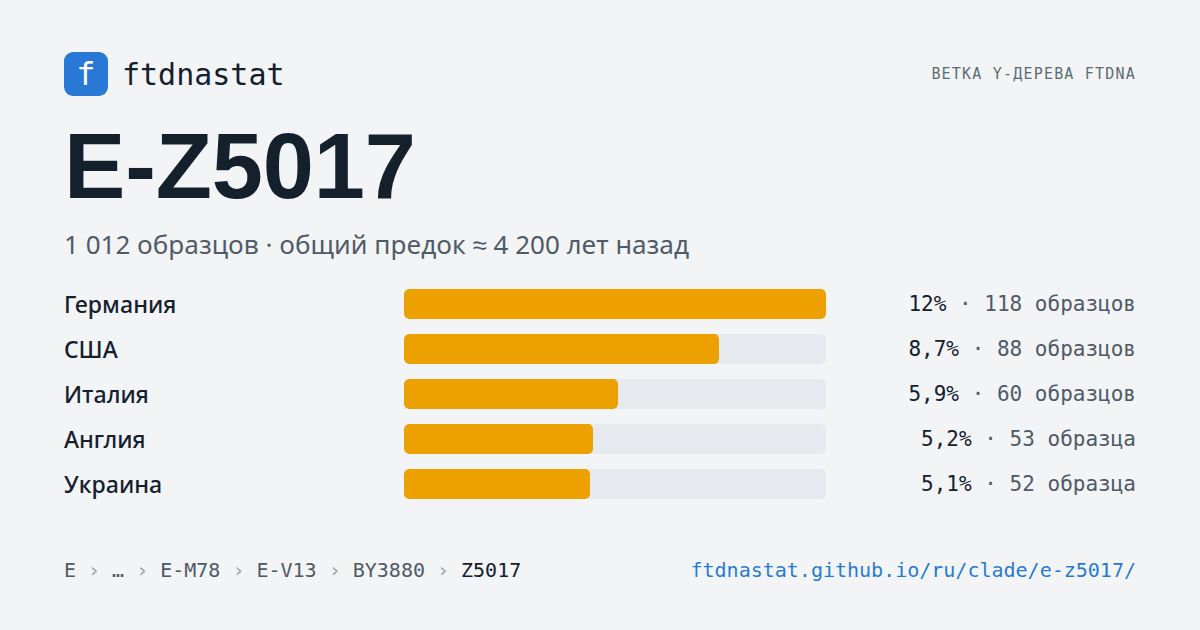 f ftdnastat
ВЕТКА Y-ДЕРЕВА FTDNA
E-Z5017
1 012 образцов · общий предок ≈ 4 200 лет назад
Германия 12% · 118 образцов
США 8,7% · 88 образцов
Италия 5,9% · 60 образцов
Англия 5,2% · 53 образца
Украина 5,1% · 52 образца
E › … › E-M78 › E-V13 › BY3880 › Z5017
ftdnastat.github.io/ru/clade/e-z5017/